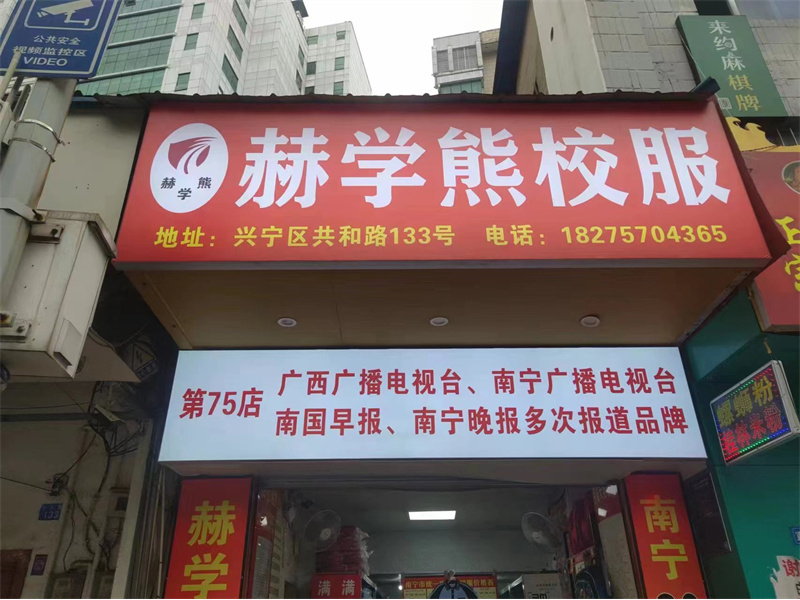 公共安全
视频监控区
VIDEO
来约麻棋牌
赫学熊校服
赫学熊
地址：兴宁区共和路133号 电话：18275704365
第75店
广西广播电视台、南宁广播电视台
南国早报、南宁晚报多次报道品牌
螺蛳粉
赫学
南宁
满 满
133
谢